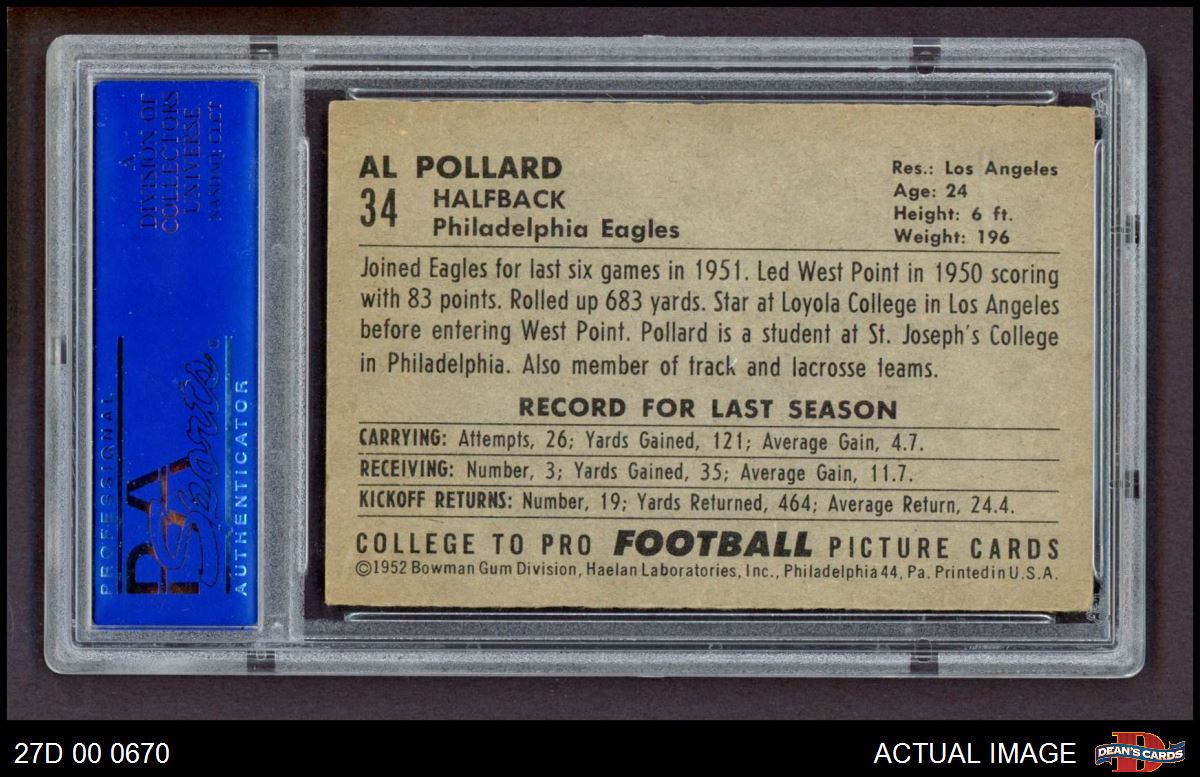 A
DIVISION OF
COLLECTORS
UNIVERSE
NASDAQ: CLCT
PROFESSIONAL
PSA
AUTHENTICATOR
AL POLLARD
34
HALFBACK
Philadelphia Eagles
Res.: Los Angeles
Age: 24
Height: 6 ft.
Weight: 196
Joined Eagles for last six games in 1951. Led West Point in 1950 scoring
with 83 points. Rolled up 683 yards. Star at Loyola College in Los Angeles
before entering West Point. Pollard is a student at St. Joseph's College
in Philadelphia. Also member of track and lacrosse teams.
RECORD FOR LAST SEASON
CARRYING: Attempts, 26; Yards Gained, 121; Average Gain, 4.7.
RECEIVING: Number, 3; Yards Gained, 35; Average Gain, 11.7.
KICKOFF RETURNS: Number, 19; Yards Returned, 464; Average Return, 24.4.
COLLEGE TO PRO FOOTBALL PICTURE CARDS
©1952 Bowman Gum Division, Haelan Laboratories, Inc., Philadelphia 44, Pa. Printed in U.S.A.
27D 00 0670
ACTUAL IMAGE
DEAN'S CARDS